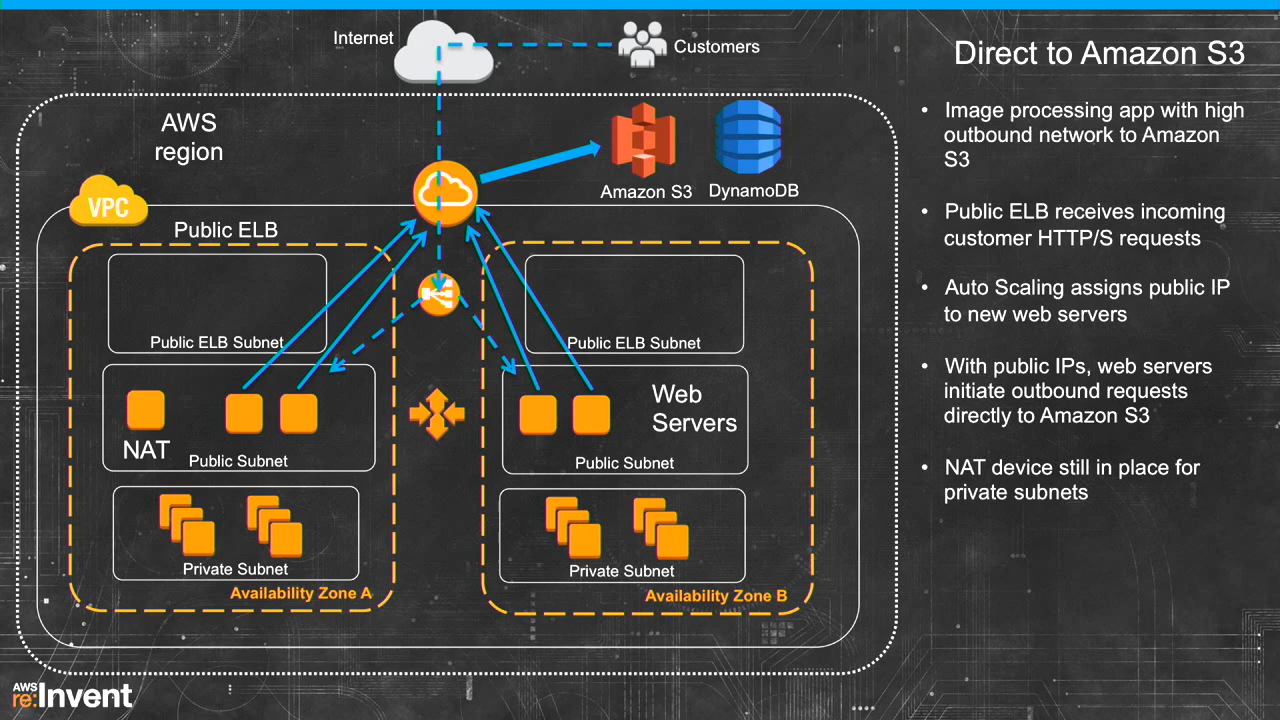 Internet
Customers
Direct to Amazon S3
AWS
region
Amazon S3
DynamoDB
VPC
Public ELB
Public ELB Subnet
Public ELB Subnet
NAT
Public Subnet
Web
Servers
Public Subnet
Private Subnet
Private Subnet
Availability Zone A
Availability Zone B
• Image processing app with high
outbound network to Amazon
S3
• Public ELB receives incoming
customer HTTP/S requests
• Auto Scaling assigns public IP
to new web servers
• With public IPs, web servers
initiate outbound requests
directly to Amazon S3
• NAT device still in place for
private subnets
AWS
re:Invent